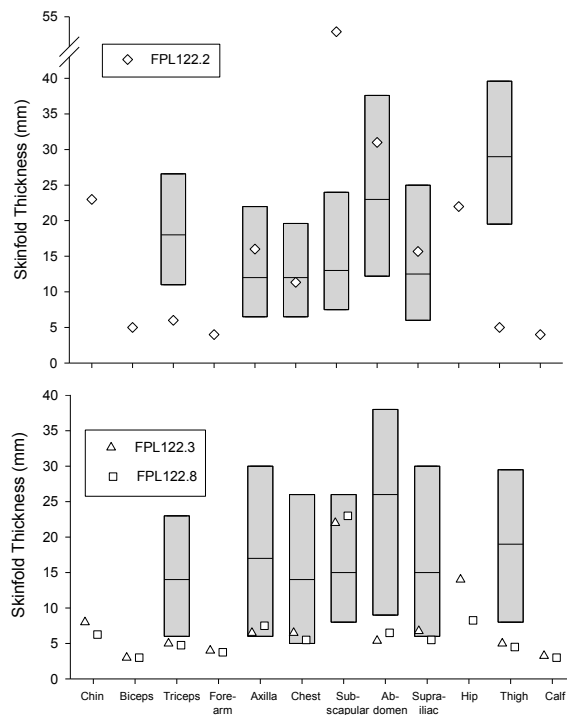 55
FPL122.2
40
35
30
25
20
15
10
5
0
Skinfold Thickness (mm)
40
35
30
25
20
15
10
5
0
Skinfold Thickness (mm)
FPL122.3
FPL122.8
Chin Biceps Triceps Fore- Axilla Chest Sub- Ab- Supra- Hip Thigh Calf
arm scapular domen iliac